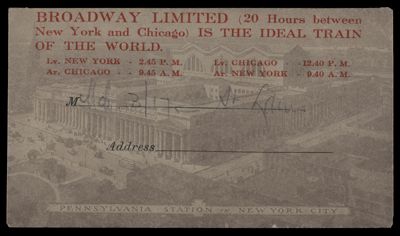 BROADWAY LIMITED (20 Hours between
New York and Chicago) IS THE IDEAL TRAIN
OF THE WORLD.
Lv. NEW YORK - 2.45 P. M. Lv. CHICAGO - 12.40 P. M.
Ar. CHICAGO - - 9.45 A. M. Ar. NEW YORK - 9.40 A. M.
M
Address
PENNSYLVANIA STATION NEW YORK CITY